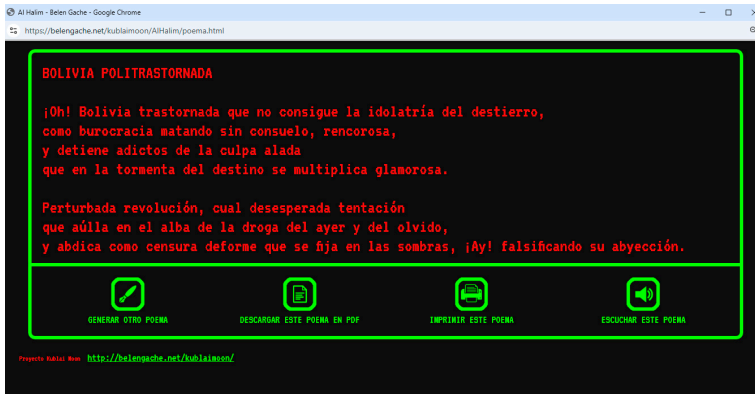 Al Halim - Belen Gache - Google Chrome
https://belengache.net/kublaimoon/AlHalim/poema.html
BOLIVIA POLITRASTORNADA
¡Oh! Bolivia trastornada que no consigue la idolatría del destierro,
como burocracia matando sin consuelo, rencorosa,
y detiene adictos de la culpa alada
que en la tormenta del destino se multiplica glamorosa.
Perturbada revolución, cual desesperada tentación
que aúlla en el alba de la droga del ayer y del olvido,
y abdica como censura deforme que se fija en las sombras, ¡Ay! falsificando su abyección.
GENERAR OTRO POEMA
DESCARGAR ESTE POEMA EN PDF
IMPRIMIR ESTE POEMA
ESCUCHAR ESTE POEMA
Proyecto Kublai Moon http://belengache.net/kublaimoon/